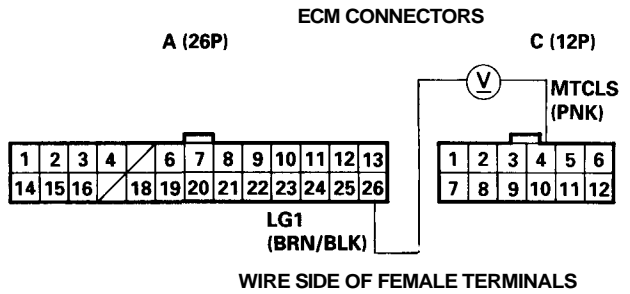 ECM CONNECTORS
A (26P)
C (12P)
V
MTCLS
(PNK)
1 2 3 4 6 7 8 9 10 11 12 13
14 15 16 18 19 20 21 22 23 24 25 26
1 2 3 4 5 6
7 8 9 10 11 12
LG1
(BRN/BLK)
WIRE SIDE OF FEMALE TERMINALS